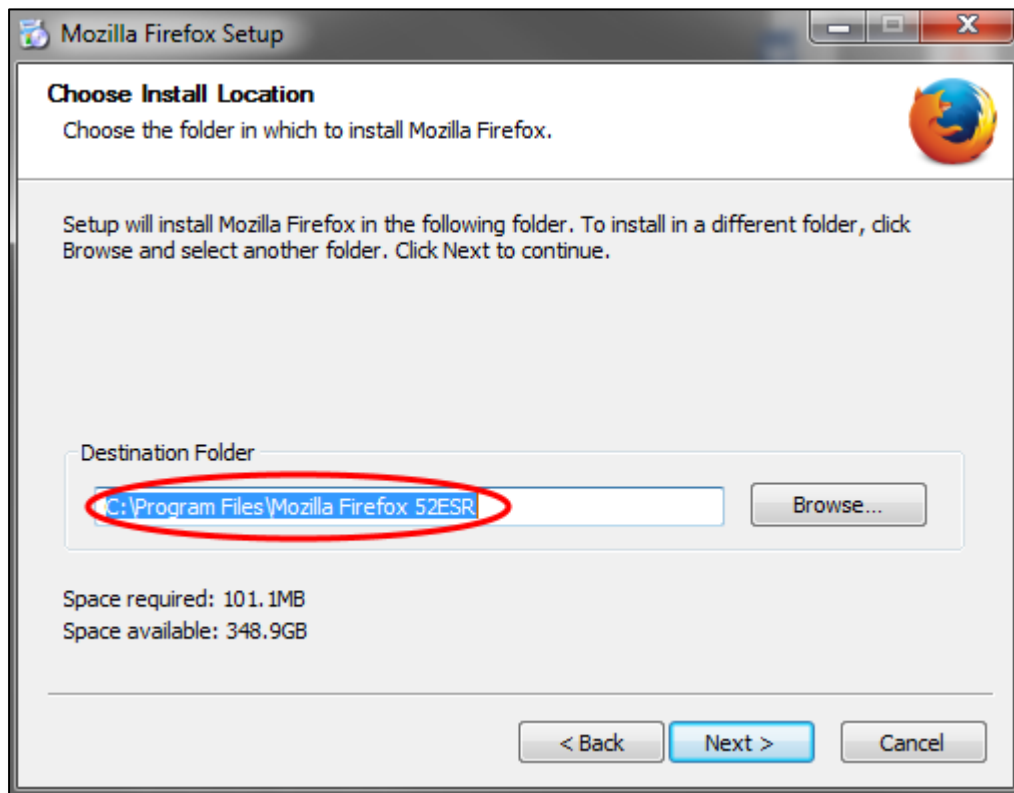 Mozilla Firefox Setup
Choose Install Location
Choose the folder in which to install Mozilla Firefox.
Setup will install Mozilla Firefox in the following folder. To install in a different folder, click
Browse and select another folder. Click Next to continue.
Destination Folder
C:\Program Files\Mozilla Firefox 52ESR
Browse...
Space required: 101.1MB
Space available: 348.9GB
< Back
Next >
Cancel